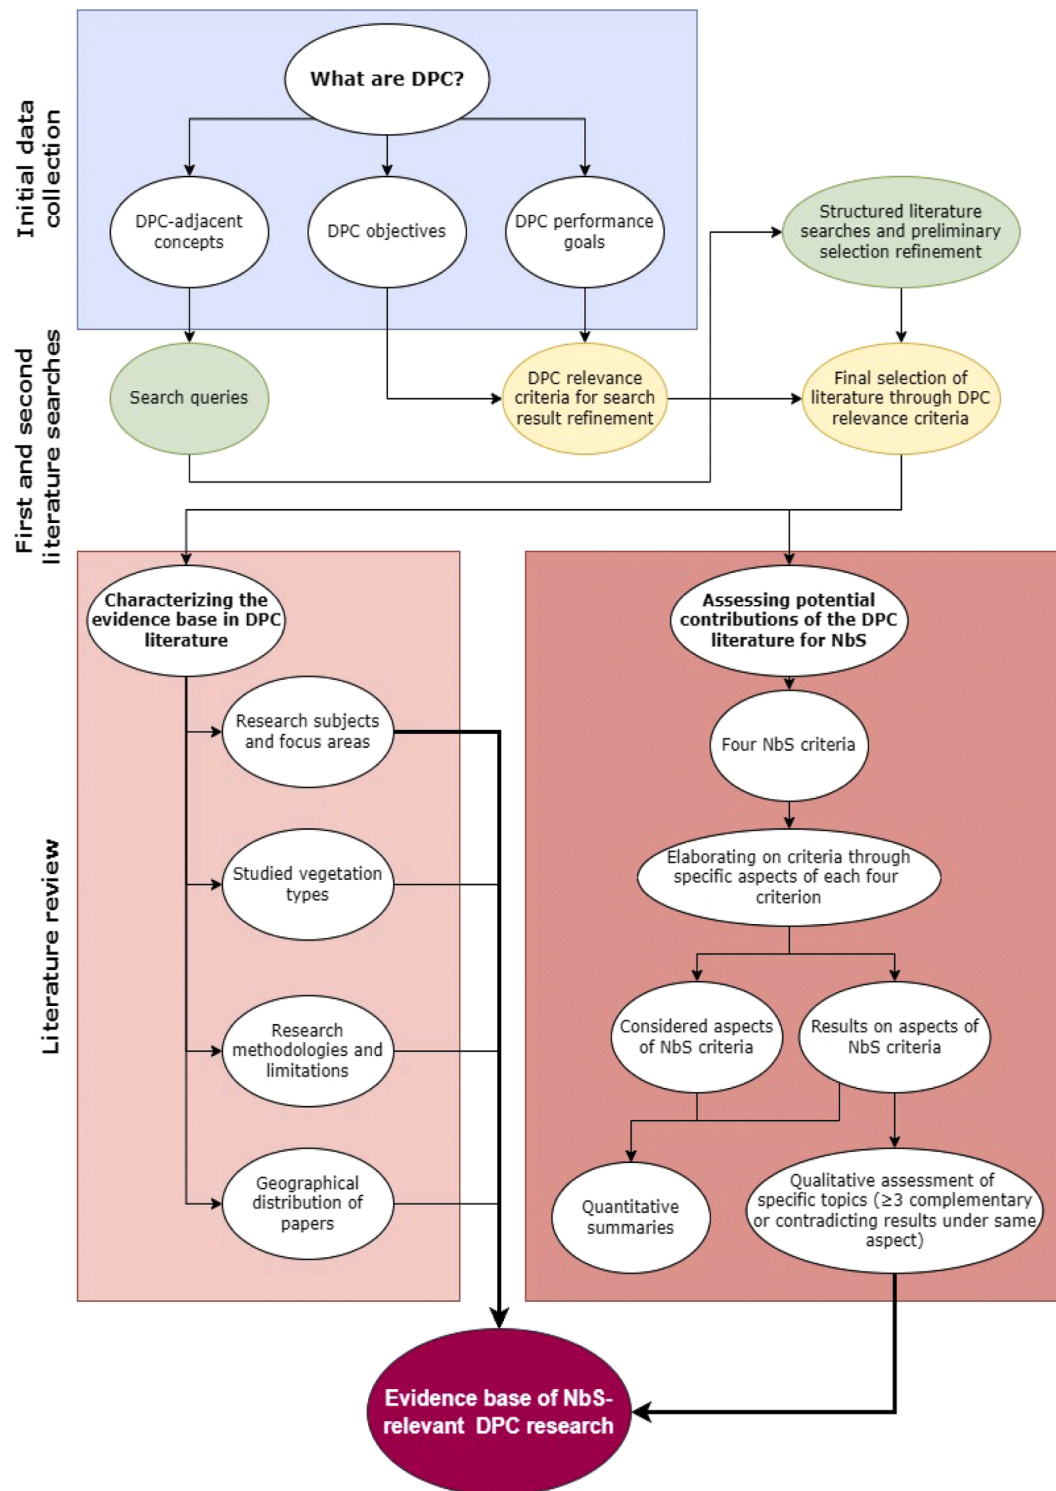 Initial data
collection
What are DPC?
DPC-adjacent
concepts
DPC objectives
DPC performance
goals
Structured literature
searches and preliminary
selection refinement
First and second
literature searches
Search queries
DPC relevance
criteria for search
result refinement
Final selection of
literature through DPC
relevance criteria
Literature review
Characterizing the
evidence base in DPC
literature
Research subjects
and focus areas
Studied vegetation
types
Research
methodologies and
limitations
Geographical
distribution of
papers
Assessing potential
contributions of the DPC
literature for NbS
Four NbS criteria
Elaborating on criteria through
specific aspects of each four
criterion
Considered aspects
of NbS criteria
Results on aspects of
NbS criteria
Quantitative
summaries
Qualitative assessment of
specific topics (≥3 complementary
or contradicting results under same
aspect)
Evidence base of NbS-
relevant DPC research